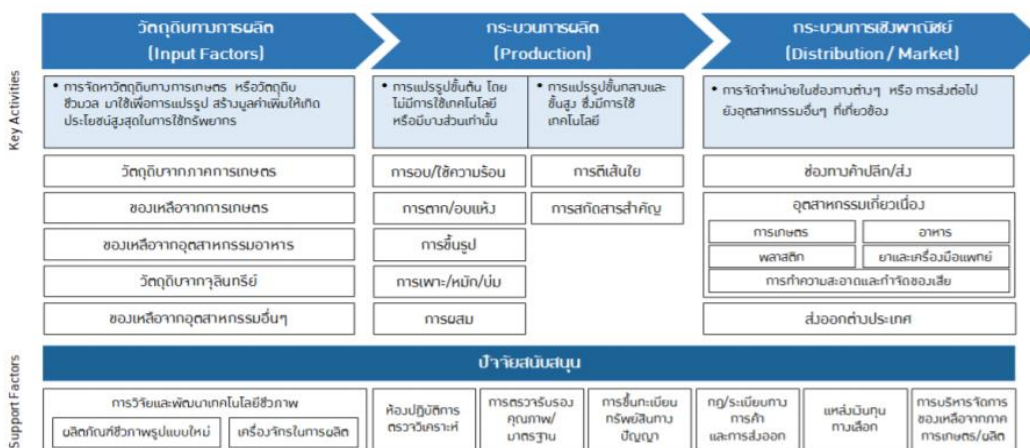 วัตถุดิบทางการผลิต
(Input Factors)
กระบวนการผลิต
(Production)
กระบวนการเชิงพาณิชย์
(Distribution / Market)
Key Activities
• การจัดหาวัตถุดิบทางการเกษตร หรือวัตถุดิบ
ชีวมวล มาใช้เพื่อการแปรรูป สร้างมูลค่าเพิ่มให้เกิด
ประโยชน์สูงสุดในการใช้ทรัพยากร
• การแปรรูปขั้นต้น โดย
ไม่มีการใช้เทคโนโลยี
หรือมีบางส่วนเท่านั้น
• การแปรรูปขั้นกลางและ
ขั้นสูง ซึ่งมีการใช้
เทคโนโลยี
• การจัดจำหน่ายในช่องทางต่างๆ หรือ การส่งต่อไป
ยังอุตสาหกรรมอื่นๆ ที่เกี่ยวข้อง
วัตถุดิบจากภาคการเกษตร
ของเหลือจากการเกษตร
ของเหลือจากอุตสาหกรรมอาหาร
วัตถุดิบจากจุลินทรีย์
ของเหลือจากอุตสาหกรรมอื่นๆ
การอบ/ใช้ความร้อน
การตาก/อบแห้ง
การขึ้นรูป
การเพาะ/หมัก/บ่ม
การผสม
การตีเส้นใย
การสกัดสารสำคัญ
ช่องทางค้าปลีก/ส่ง
อุตสาหกรรมเกี่ยวเนื่อง
การเกษตร
อาหาร
พลาสติก
ยาและเครื่องมือแพทย์
การทำความสะอาดและกำจัดของเสีย
ส่งออกต่างประเทศ
Support Factors
ปัจจัยสนับสนุน
การวิจัยและพัฒนาเทคโนโลยีชีวภาพ
ผลิตภัณฑ์ชีวภาพรูปแบบใหม่
เครื่องจักรในการผลิต
ห้องปฏิบัติการ
ตรวจวิเคราะห์
การตรวจรับรอง
คุณภาพ/
มาตรฐาน
การขึ้นทะเบียน
ทรัพย์สินทาง
ปัญญา
กฎ/ระเบียบทาง
การค้า
และการส่งออก
แหล่งเงินทุน
ทางเลือก
การบริหารจัดการ
ของเหลือจากภาค
การเกษตร/ผลิต